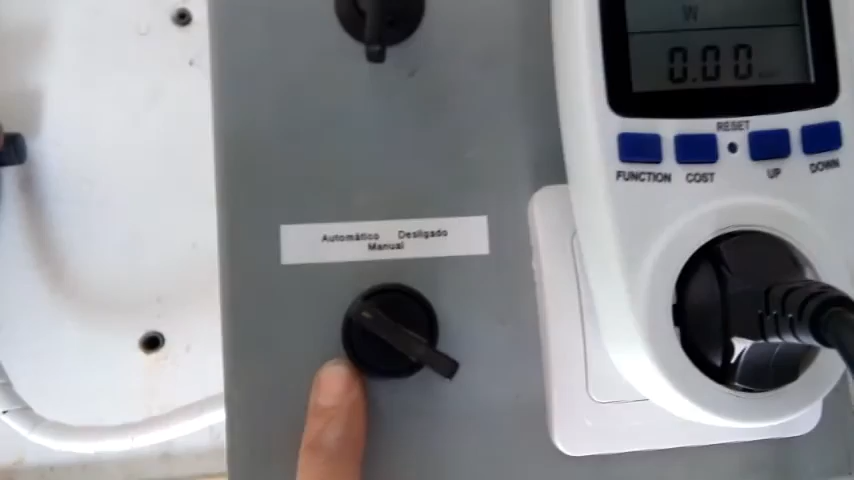 W
0.00
RESET
FUNCTION COST UP DOWN
Automático Desligado
Manual